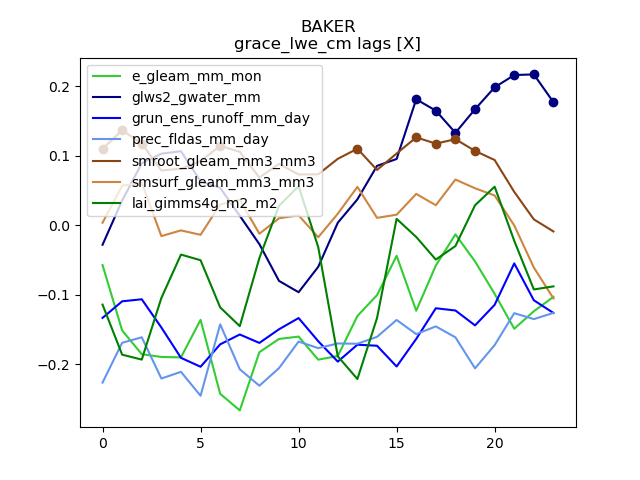 BAKER
grace_lwe_cm lags [X]
e_gleam_mm_mon
glws2_gwater_mm
grun_ens_runoff_mm_day
prec_fldas_mm_day
smroot_gleam_mm3_mm3
smsurf_gleam_mm3_mm3
lai_gimms4g_m2_m2
0.2
0.1
0.0
−0.1
−0.2
0 5 10 15 20